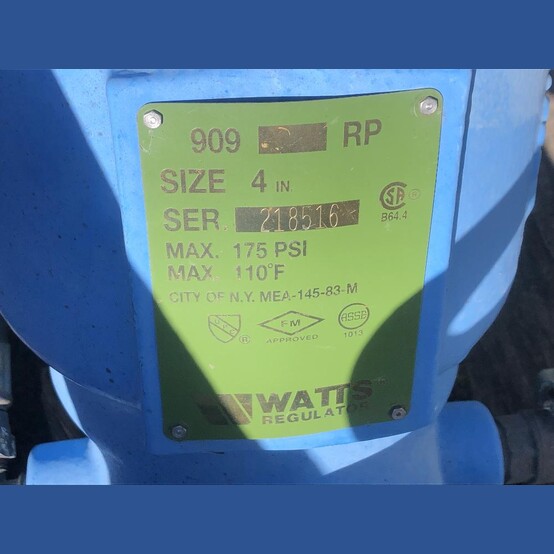 909 RP
SIZE 4 IN
SER. 218516
MAX. 175 PSI
MAX. 110°F
CITY OF N.Y. MEA-145-83-M
B64.4
FM
APPROVED
ASSE
1013
WATTS
REGULATOR